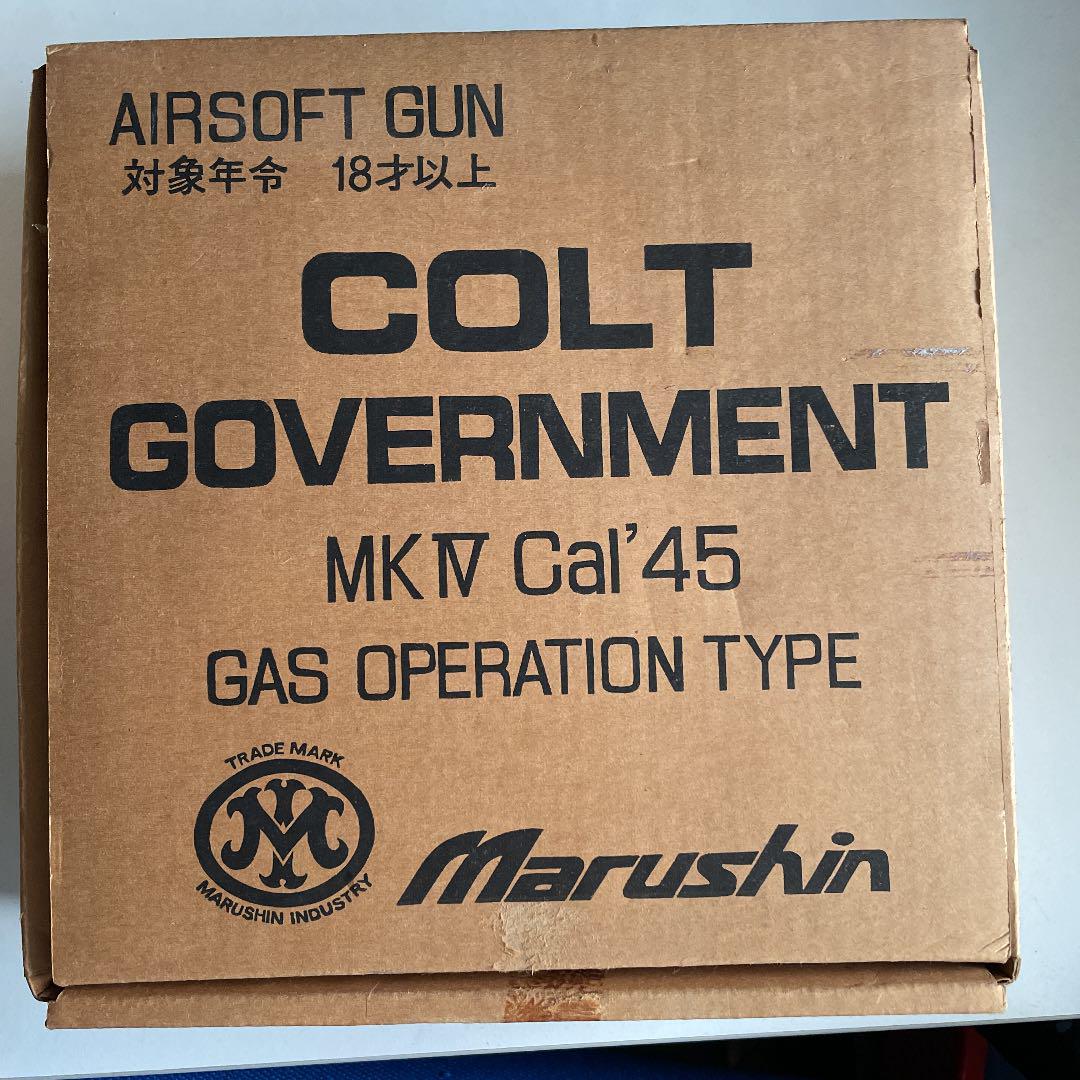 AIRSOFT GUN
対象年令 18才以上
COLT
GOVERNMENT
MKⅣ Cal'45
GAS OPERATION TYPE
TRADE MARK
M
MARUSHIN INDUSTRY
Marushin